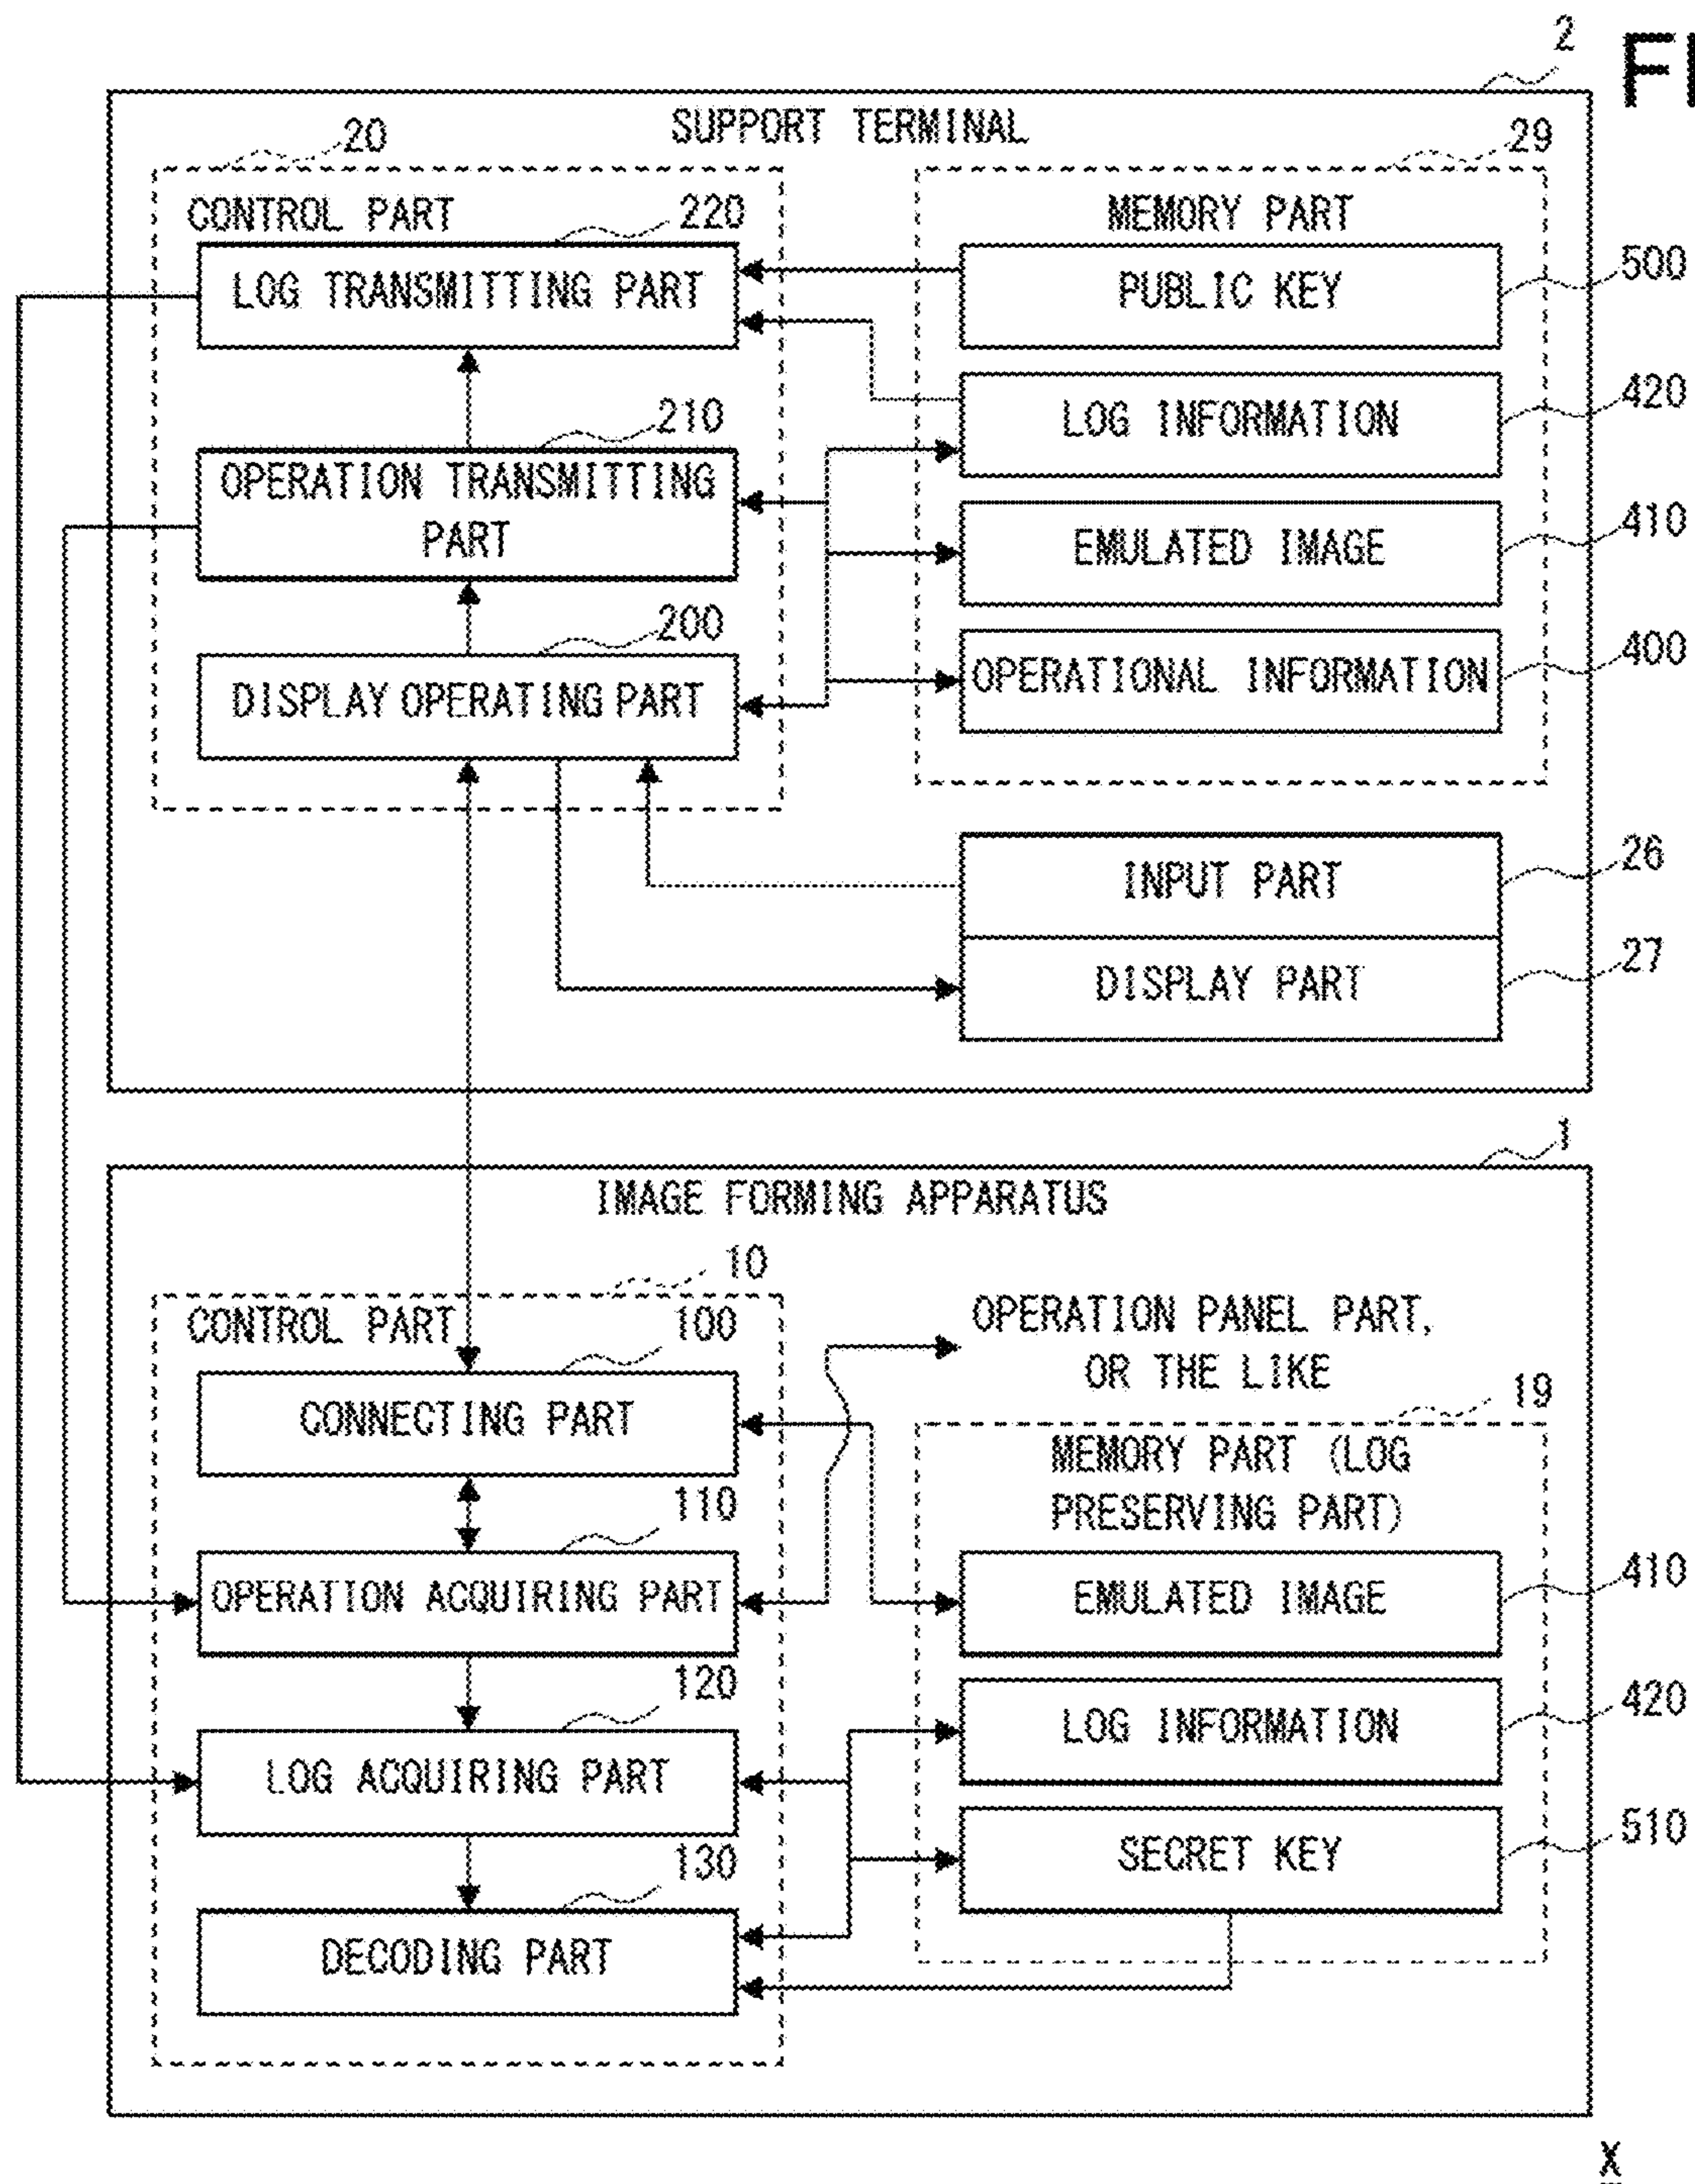 2
FI
SUPPORT TERMINAL
20
29
CONTROL PART
220
MEMORY PART
LOG TRANSMITTING PART
PUBLIC KEY
500
LOG INFORMATION
420
210
OPERATION TRANSMITTING
PART
EMULATED IMAGE
410
200
DISPLAY OPERATING PART
OPERATIONAL INFORMATION
400
INPUT PART
26
DISPLAY PART
27
1
IMAGE FORMING APPARATUS
10
CONTROL PART
100
OPERATION PANEL PART,
OR THE LIKE
CONNECTING PART
19
MEMORY PART (LOG
PRESERVING PART)
110
OPERATION ACQUIRING PART
EMULATED IMAGE
410
120
LOG ACQUIRING PART
LOG INFORMATION
420
130
SECRET KEY
510
DECODING PART
X